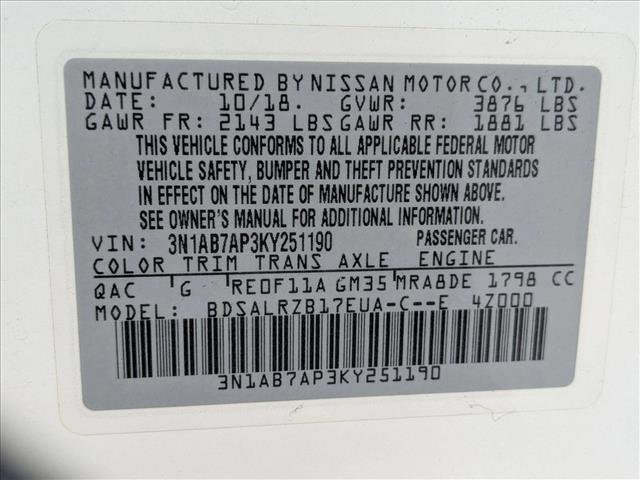 MANUFACTURED BY NISSAN MOTOR CO., LTD.
DATE: 10/18. GVWR: 3876 LBS
GAWR FR: 2143 LBS GAWR RR: 1881 LBS
THIS VEHICLE CONFORMS TO ALL APPLICABLE FEDERAL MOTOR
VEHICLE SAFETY, BUMPER AND THEFT PREVENTION STANDARDS
IN EFFECT ON THE DATE OF MANUFACTURE SHOWN ABOVE.
SEE OWNER'S MANUAL FOR ADDITIONAL INFORMATION.
VIN: 3N1AB7AP3KY251190 PASSENGER CAR.
COLOR TRIM TRANS AXLE ENGINE
QAC G RE0F11A GM35 MRA8DE 1798 CC
MODEL: BDSALRZB17EUA-C--E 4Z000
3N1AB7AP3KY251190